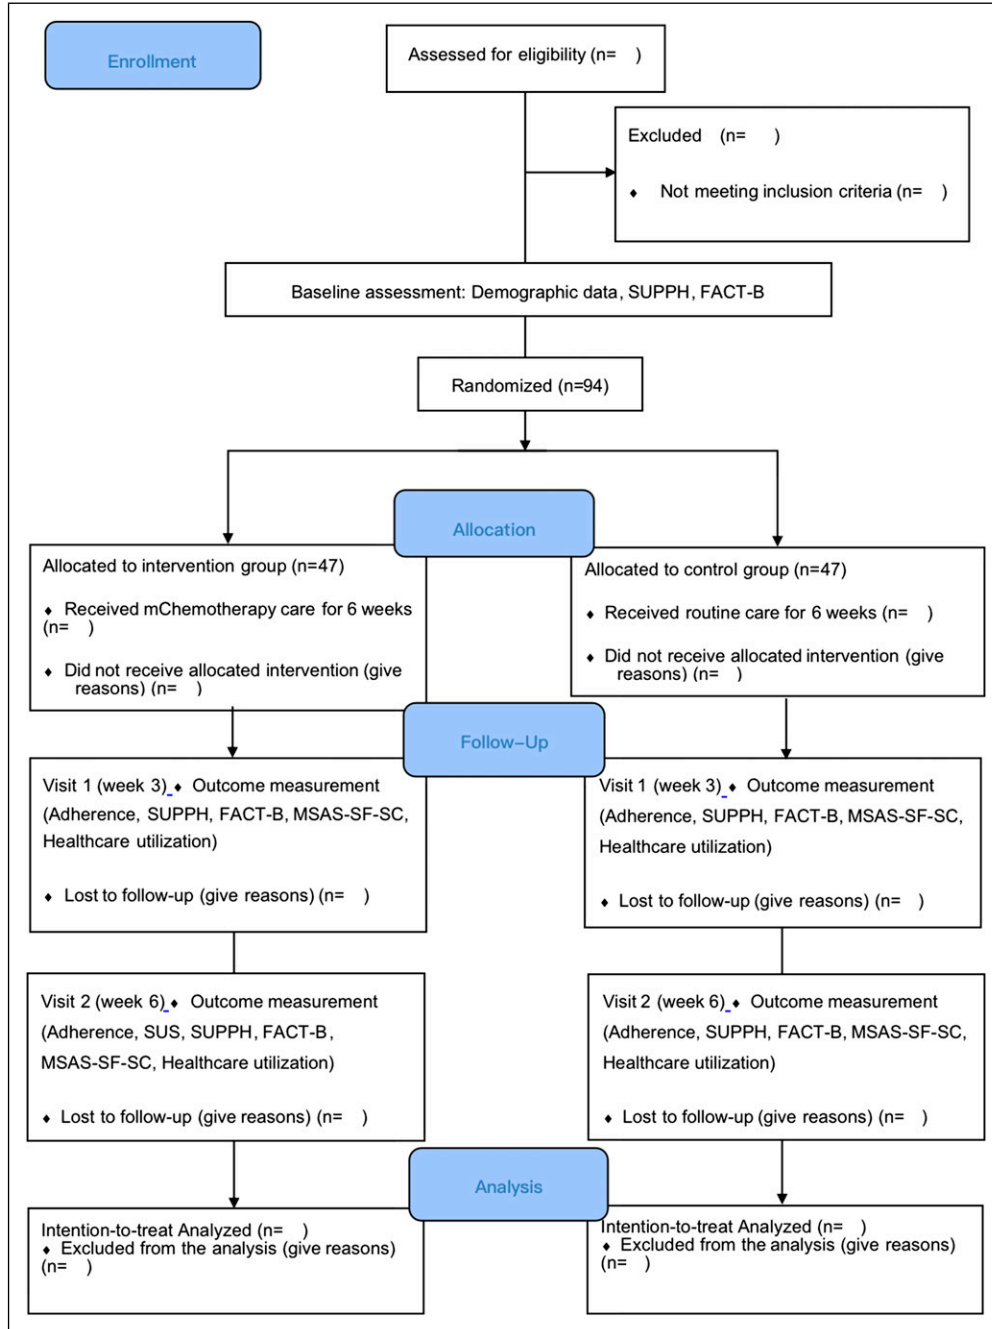 Enrollment
Assessed for eligibility (n=    )
Excluded    (n=      )
♦ Not meeting inclusion criteria (n=    )
Baseline assessment: Demographic data, SUPPH, FACT-B
Randomized (n=94)
Allocation
Allocated to intervention group (n=47)
♦ Received mChemotherapy care for 6 weeks
(n=    )
♦ Did not receive allocated intervention (give
reasons) (n=    )
Allocated to control group (n=47)
♦ Received routine care for 6 weeks (n=    )
♦ Did not receive allocated intervention (give
reasons) (n=    )
Follow-Up
Visit 1 (week 3) ♦ Outcome measurement
(Adherence, SUPPH, FACT-B, MSAS-SF-SC,
Healthcare utilization)
♦ Lost to follow-up (give reasons) (n=    )
Visit 1 (week 3) ♦ Outcome measurement
(Adherence, SUPPH, FACT-B, MSAS-SF-SC,
Healthcare utilization)
♦ Lost to follow-up (give reasons) (n=    )
Visit 2 (week 6) ♦ Outcome measurement
(Adherence, SUS, SUPPH, FACT-B,
MSAS-SF-SC, Healthcare utilization)
♦ Lost to follow-up (give reasons) (n=    )
Visit 2 (week 6) ♦ Outcome measurement
(Adherence, SUPPH, FACT-B, MSAS-SF-SC,
Healthcare utilization)
♦ Lost to follow-up (give reasons) (n=    )
Analysis
Intention-to-treat Analyzed (n=    )
♦ Excluded from the analysis (give reasons)
(n=    )
Intention-to-treat Analyzed (n=    )
♦ Excluded from the analysis (give reasons)
(n=    )